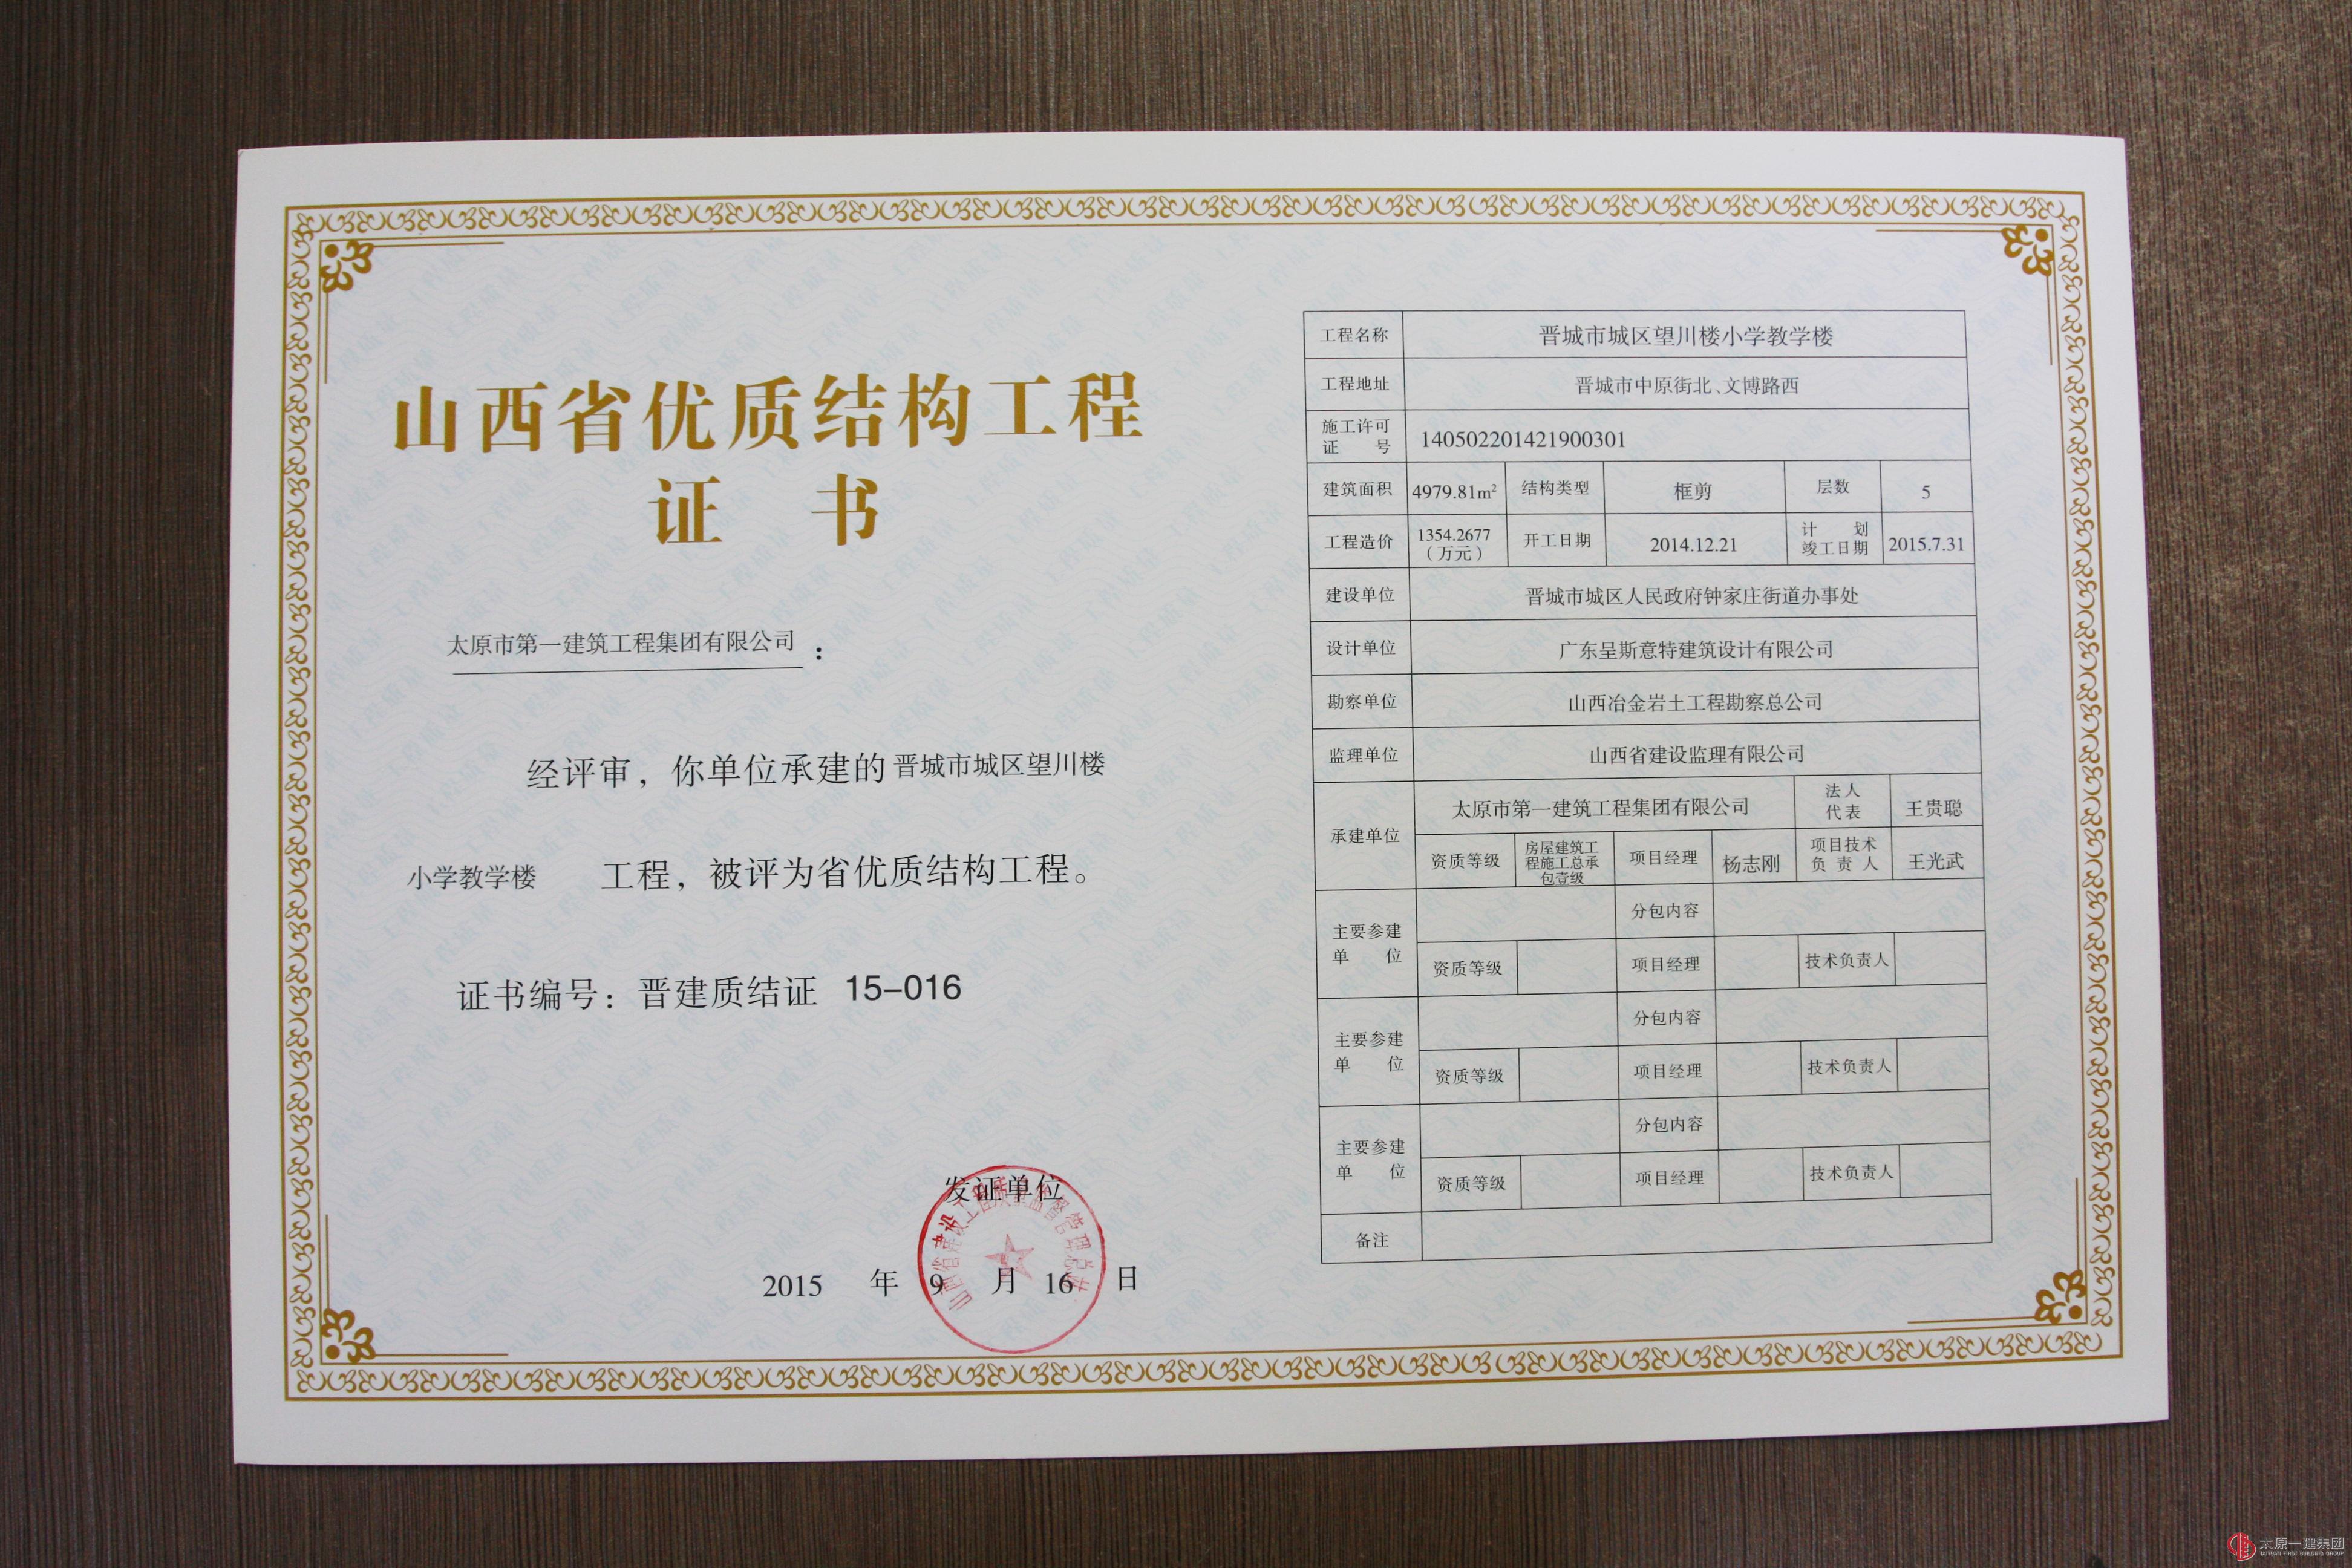 山西省优质结构工程
证 书
太原市第一建筑工程集团有限公司：
经评审，你单位承建的 晋城市城区望川楼
小学教学楼 工程，被评为省优质结构工程。
证书编号：晋建质结证 15-016
发证单位
山西省建设工程质量监督管理总站
2015 年 9 月 16 日
工程名称 晋城市城区望川楼小学教学楼
工程地址 晋城市中原街北、文博路西
施工许可
证 号
140502201421900301
建筑面积 4979.81m² 结构类型 框剪 层数 5
工程造价 1354.2677
（万元）
开工日期 2014.12.21 计 划
竣工日期 2015.7.31
建设单位 晋城市城区人民政府钟家庄街道办事处
设计单位 广东呈斯意特建筑设计有限公司
勘察单位 山西冶金岩土工程勘察总公司
监理单位 山西省建设监理有限公司
承建单位
太原市第一建筑工程集团有限公司 法人
代表 王贵聪
资质等级 房屋建筑工
程施工总承
包壹级
项目经理 杨志刚 项目技术
负 责 人 王光武
主要参建
单 位
分包内容
资质等级 项目经理 技术负责人
主要参建
单 位
分包内容
资质等级 项目经理 技术负责人
主要参建
单 位
分包内容
资质等级 项目经理 技术负责人
备注
太原一建集团
TAIYUAN FIRST BUILDING GROUP